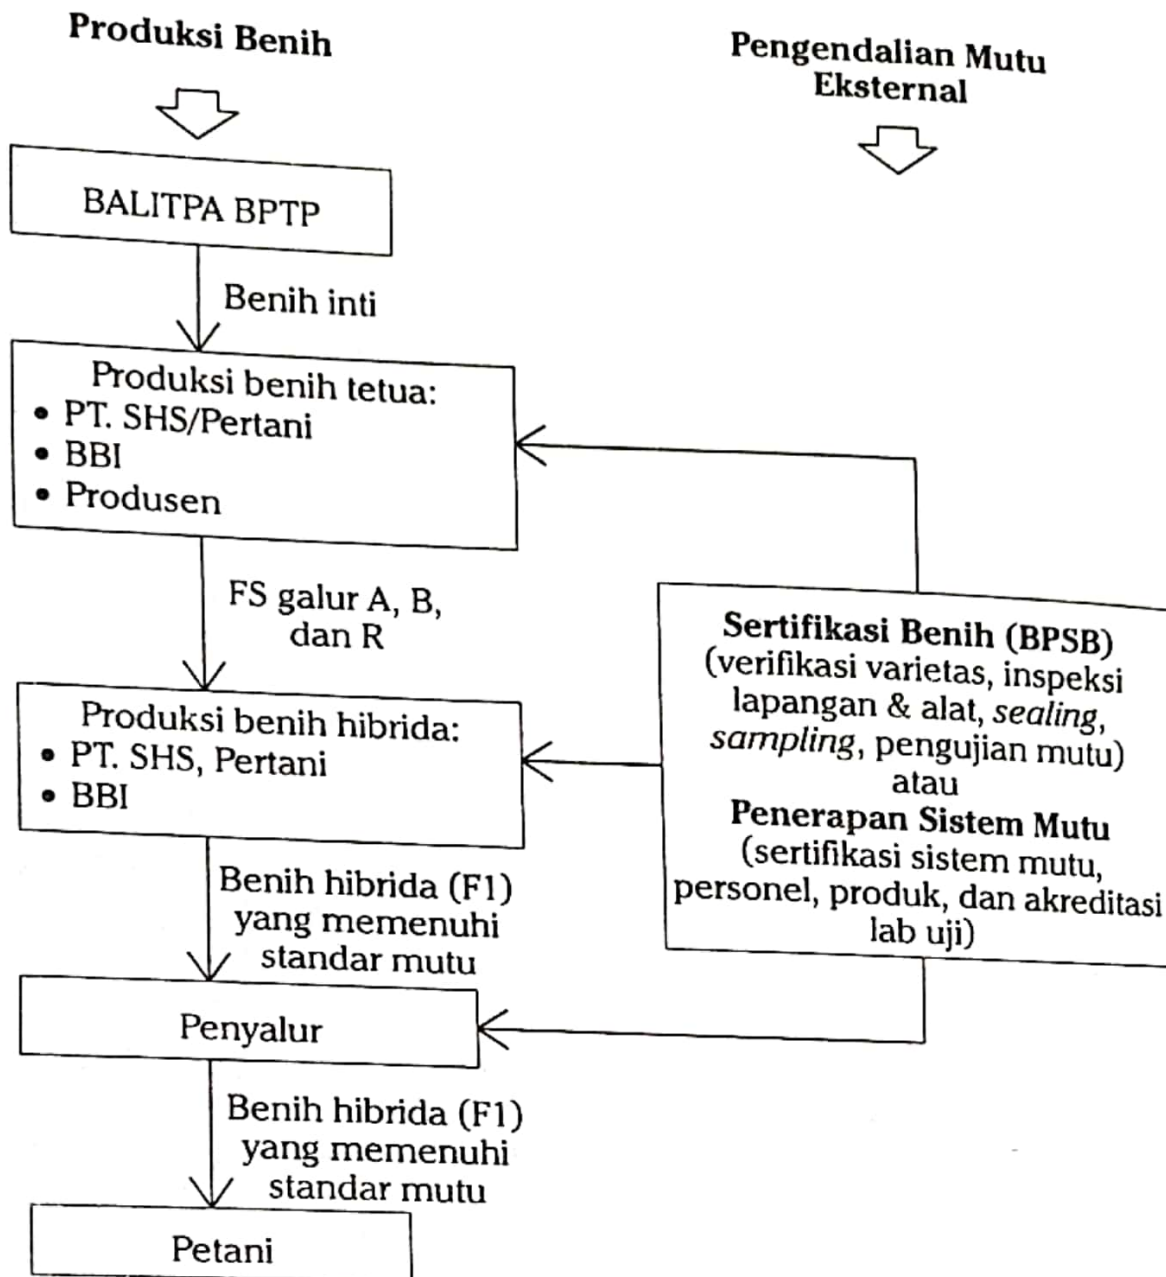 Produksi Benih
Pengendalian Mutu
Eksternal
BALITPA BPTP
Benih inti
Produksi benih tetua:
• PT. SHS/Pertani
• BBI
• Produsen
FS galur A, B,
dan R
Sertifikasi Benih (BPSB)
(verifikasi varietas, inspeksi
lapangan & alat, sealing,
sampling, pengujian mutu)
atau
Penerapan Sistem Mutu
(sertifikasi sistem mutu,
personel, produk, dan akreditasi
lab uji)
Produksi benih hibrida:
• PT. SHS, Pertani
• BBI
Benih hibrida (F1)
yang memenuhi
standar mutu
Penyalur
Benih hibrida (F1)
yang memenuhi
standar mutu
Petani